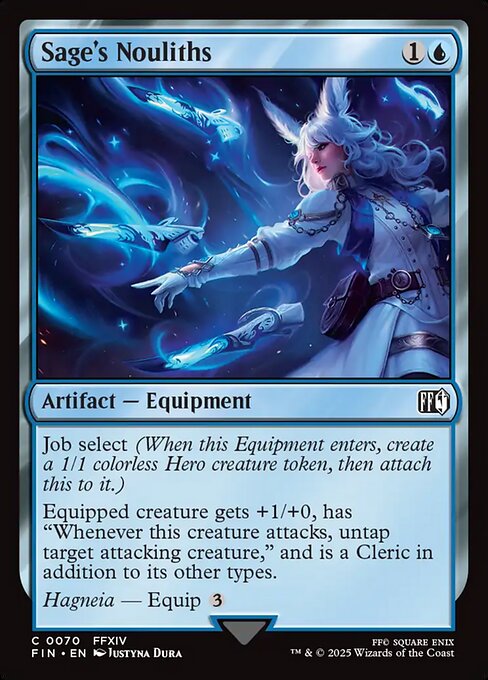 Sage's Nouliths 1
Artifact — Equipment FF
Job select (When this Equipment enters, create
a 1/1 colorless Hero creature token, then attach
this to it.)
Equipped creature gets +1/+0, has
“Whenever this creature attacks, untap
target attacking creature,” and is a Cleric in
addition to its other types.
Hagneia — Equip 3
C 0070 FFXIV
FIN • EN Justyna Dura
FF© SQUARE ENIX
™ & © 2025 Wizards of the Coast